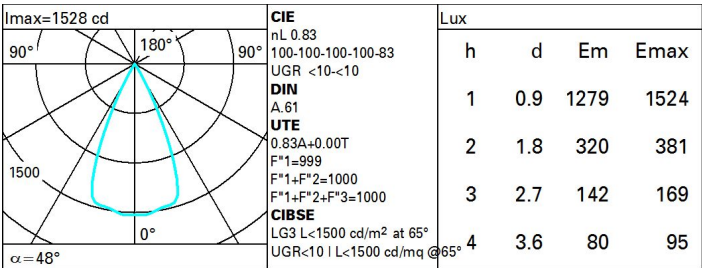 Imax=1528 cd
90°
180°
90°
1500
0°
α=48°
CIE
nL 0.83
100-100-100-100-83
UGR <10-<10
DIN
A.61
UTE
0.83A+0.00T
F"1=999
F"1+F"2=1000
F"1+F"2+F"3=1000
CIBSE
LG3 L<1500 cd/m² at 65°
UGR<10 | L<1500 cd/mq @65°
Lux
h d Em Emax
1 0.9 1279 1524
2 1.8 320 381
3 2.7 142 169
4 3.6 80 95